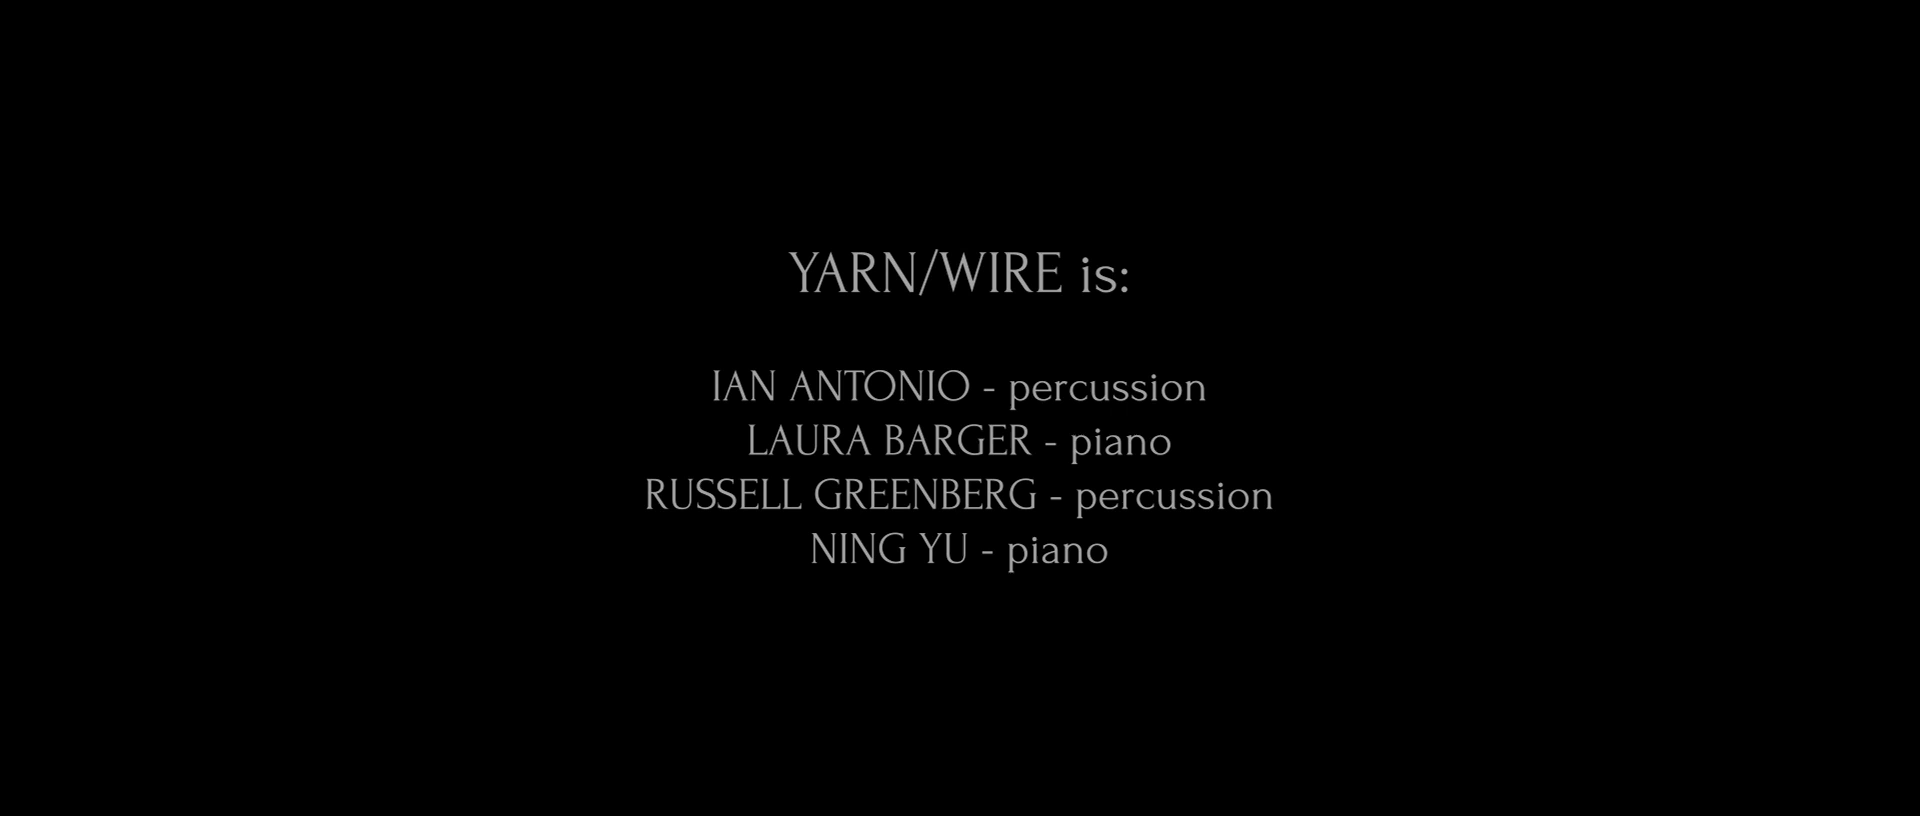 YARN/WIRE is:
IAN ANTONIO - percussion
LAURA BARGER - piano
RUSSELL GREENBERG - percussion
NING YU - piano